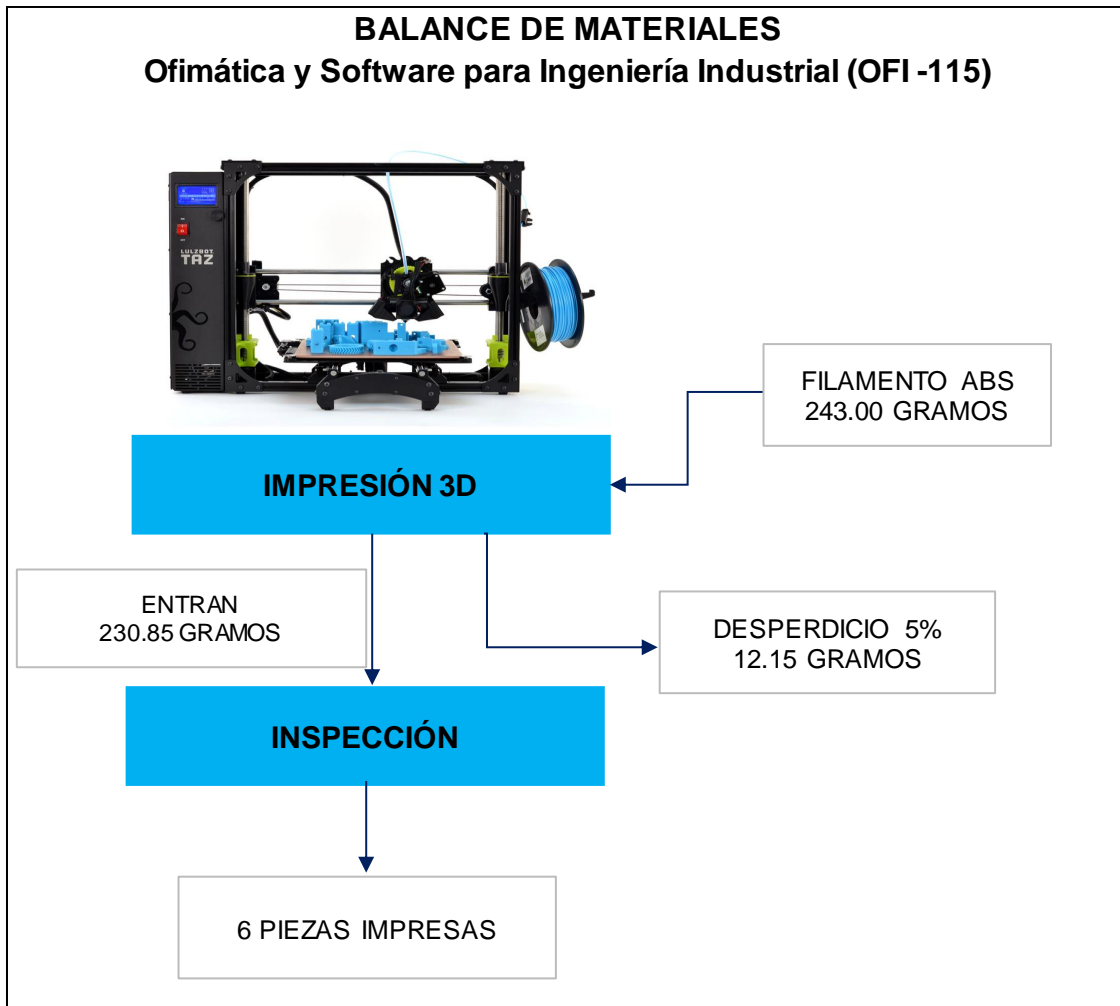 BALANCE DE MATERIALES
Ofimática y Software para Ingeniería Industrial (OFI -115)
LULZBOT
TAZ
FILAMENTO ABS
243.00 GRAMOS
IMPRESIÓN 3D
ENTRAN
230.85 GRAMOS
DESPERDICIO 5%
12.15 GRAMOS
INSPECCIÓN
6 PIEZAS IMPRESAS